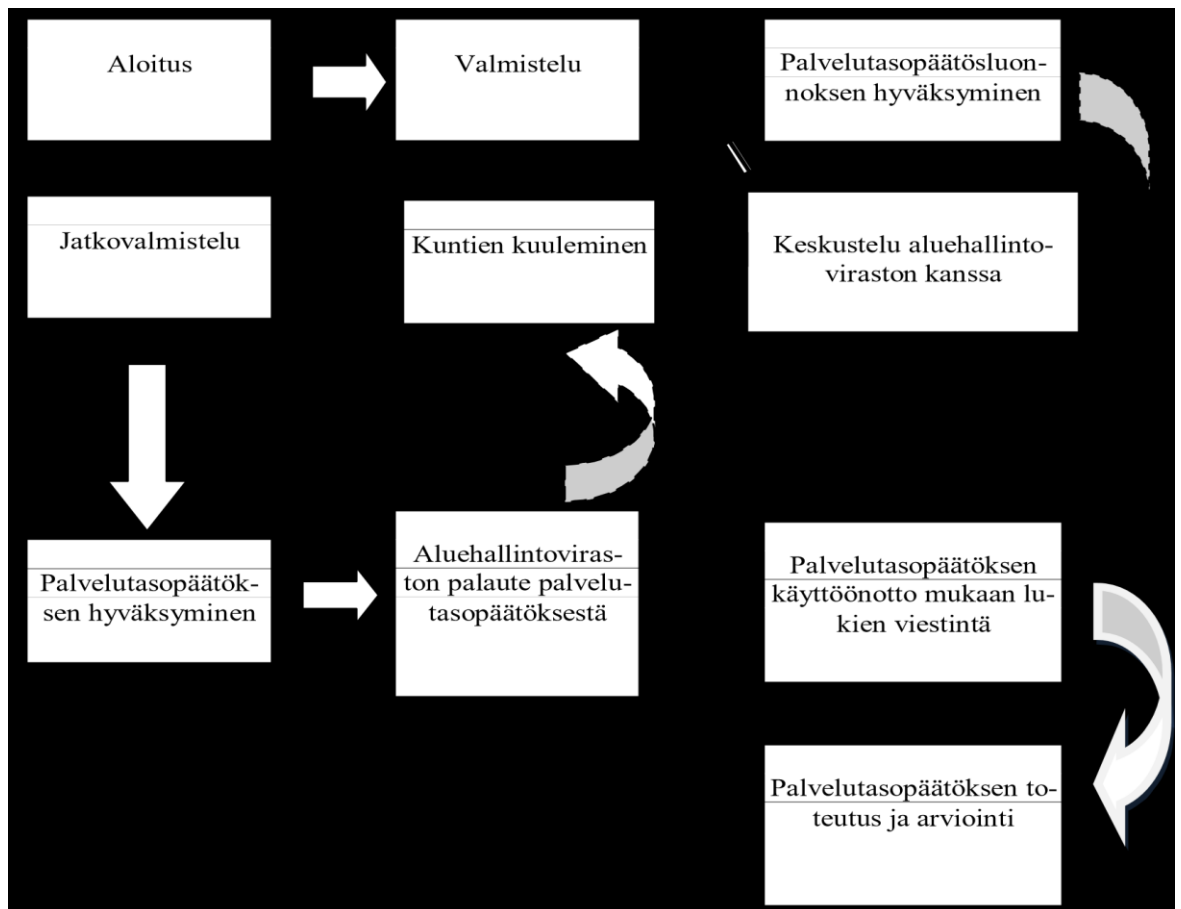 Aloitus
Valmistelu
Palvelutasopäätösluon-
noksen hyväksyminen
Jatkovalmistelu
Kuntien kuuleminen
Keskustelu aluehallinto-
viraston kanssa
Palvelutasopäätök-
sen hyväksyminen
Aluehallintoviras-
ton palaute palvelu-
tasopäätöksestä
Palvelutasopäätöksen
käyttöönotto mukaan lu-
kien viestintä
Palvelutasopäätöksen to-
teutus ja arviointi